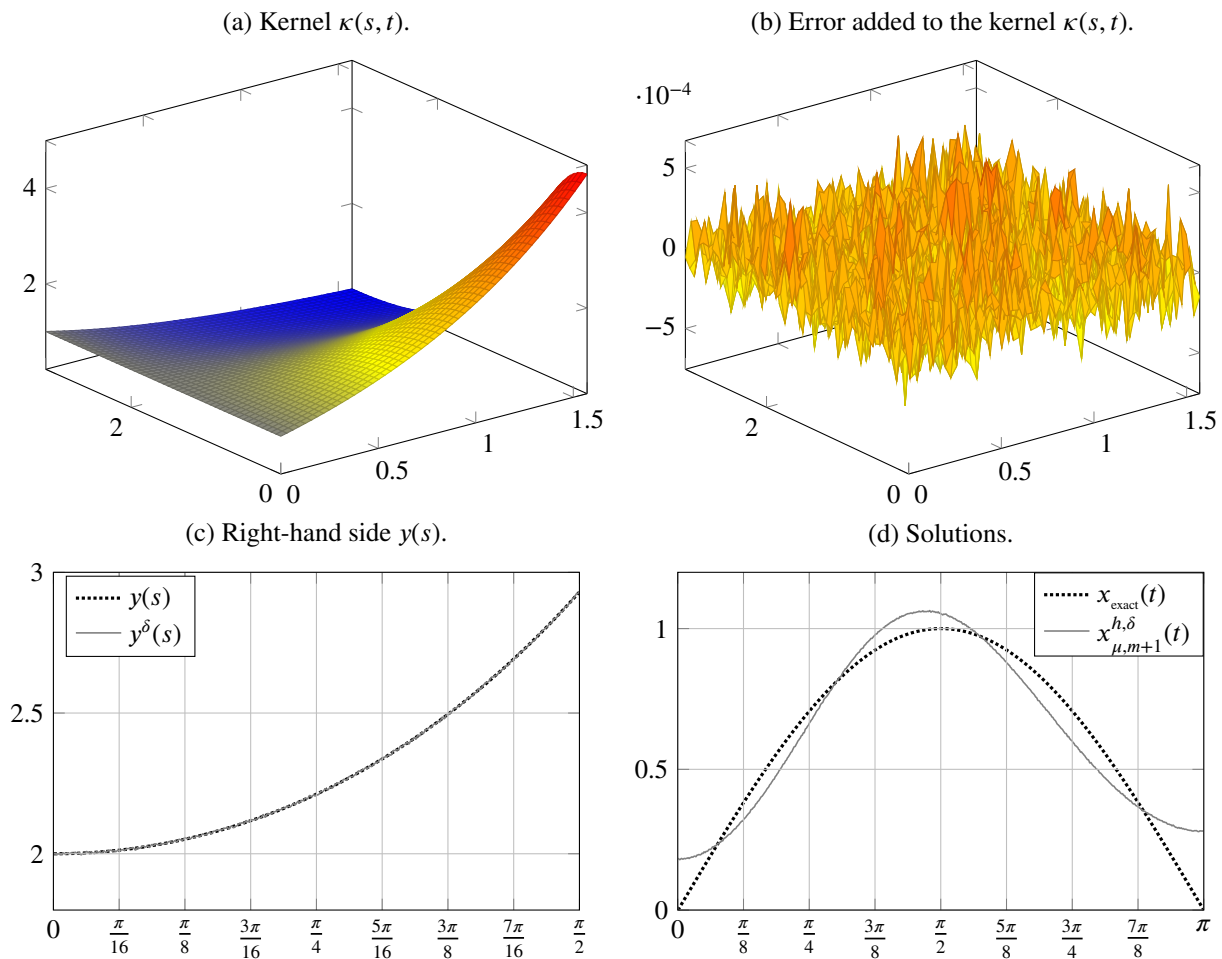 (a) Kernel κ(s, t).
(b) Error added to the kernel κ(s, t).
4
2
2
0 0
0.5
1
1.5
·10⁻⁴
5
0
−5
2
0 0
0.5
1
1.5
(c) Right-hand side y(s).
(d) Solutions.
3
2.5
2
y(s)
y^δ(s)
0 π/16 π/8 3π/16 π/4 5π/16 3π/8 7π/16 π/2
1
0.5
0
x_exact(t)
x^{h,δ}_{μ,m+1}(t)
0 π/8 π/4 3π/8 π/2 5π/8 3π/4 7π/8 π